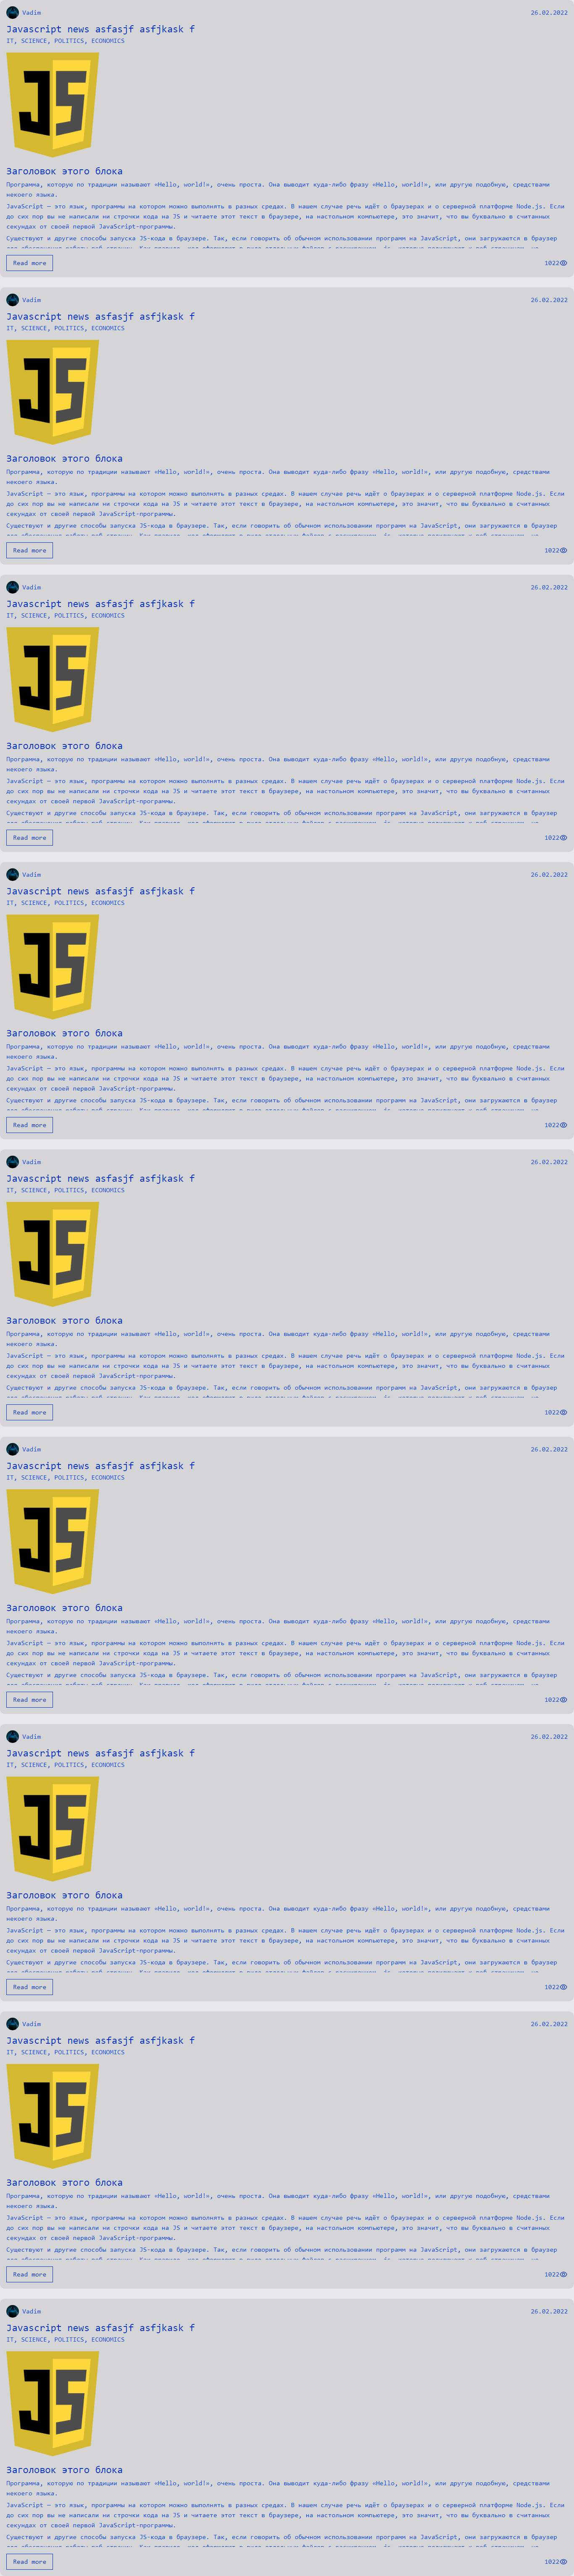 Vadim 26.02.2022
Javascript news asfasjf asfjkask f
IT, SCIENCE, POLITICS, ECONOMICS
JS
Заголовок этого блока
Программа, которую по традиции называют «Hello, world!», очень проста. Она выводит куда-либо фразу «Hello, world!», или другую подобную, средствами
некоего языка.
JavaScript — это язык, программы на котором можно выполнять в разных средах. В нашем случае речь идёт о браузерах и о серверной платформе Node.js. Если
до сих пор вы не написали ни строчки кода на JS и читаете этот текст в браузере, на настольном компьютере, это значит, что вы буквально в считанных
секундах от своей первой JavaScript-программы.
Существуют и другие способы запуска JS-кода в браузере. Так, если говорить об обычном использовании программ на JavaScript, они загружаются в браузер
Read more 1022
Vadim 26.02.2022
Javascript news asfasjf asfjkask f
IT, SCIENCE, POLITICS, ECONOMICS
JS
Заголовок этого блока
Программа, которую по традиции называют «Hello, world!», очень проста. Она выводит куда-либо фразу «Hello, world!», или другую подобную, средствами
некоего языка.
JavaScript — это язык, программы на котором можно выполнять в разных средах. В нашем случае речь идёт о браузерах и о серверной платформе Node.js. Если
до сих пор вы не написали ни строчки кода на JS и читаете этот текст в браузере, на настольном компьютере, это значит, что вы буквально в считанных
секундах от своей первой JavaScript-программы.
Существуют и другие способы запуска JS-кода в браузере. Так, если говорить об обычном использовании программ на JavaScript, они загружаются в браузер
Read more 1022
Vadim 26.02.2022
Javascript news asfasjf asfjkask f
IT, SCIENCE, POLITICS, ECONOMICS
JS
Заголовок этого блока
Программа, которую по традиции называют «Hello, world!», очень проста. Она выводит куда-либо фразу «Hello, world!», или другую подобную, средствами
некоего языка.
JavaScript — это язык, программы на котором можно выполнять в разных средах. В нашем случае речь идёт о браузерах и о серверной платформе Node.js. Если
до сих пор вы не написали ни строчки кода на JS и читаете этот текст в браузере, на настольном компьютере, это значит, что вы буквально в считанных
секундах от своей первой JavaScript-программы.
Существуют и другие способы запуска JS-кода в браузере. Так, если говорить об обычном использовании программ на JavaScript, они загружаются в браузер
Read more 1022
Vadim 26.02.2022
Javascript news asfasjf asfjkask f
IT, SCIENCE, POLITICS, ECONOMICS
JS
Заголовок этого блока
Программа, которую по традиции называют «Hello, world!», очень проста. Она выводит куда-либо фразу «Hello, world!», или другую подобную, средствами
некоего языка.
JavaScript — это язык, программы на котором можно выполнять в разных средах. В нашем случае речь идёт о браузерах и о серверной платформе Node.js. Если
до сих пор вы не написали ни строчки кода на JS и читаете этот текст в браузере, на настольном компьютере, это значит, что вы буквально в считанных
секундах от своей первой JavaScript-программы.
Существуют и другие способы запуска JS-кода в браузере. Так, если говорить об обычном использовании программ на JavaScript, они загружаются в браузер
Read more 1022
Vadim 26.02.2022
Javascript news asfasjf asfjkask f
IT, SCIENCE, POLITICS, ECONOMICS
JS
Заголовок этого блока
Программа, которую по традиции называют «Hello, world!», очень проста. Она выводит куда-либо фразу «Hello, world!», или другую подобную, средствами
некоего языка.
JavaScript — это язык, программы на котором можно выполнять в разных средах. В нашем случае речь идёт о браузерах и о серверной платформе Node.js. Если
до сих пор вы не написали ни строчки кода на JS и читаете этот текст в браузере, на настольном компьютере, это значит, что вы буквально в считанных
секундах от своей первой JavaScript-программы.
Существуют и другие способы запуска JS-кода в браузере. Так, если говорить об обычном использовании программ на JavaScript, они загружаются в браузер
Read more 1022
Vadim 26.02.2022
Javascript news asfasjf asfjkask f
IT, SCIENCE, POLITICS, ECONOMICS
JS
Заголовок этого блока
Программа, которую по традиции называют «Hello, world!», очень проста. Она выводит куда-либо фразу «Hello, world!», или другую подобную, средствами
некоего языка.
JavaScript — это язык, программы на котором можно выполнять в разных средах. В нашем случае речь идёт о браузерах и о серверной платформе Node.js. Если
до сих пор вы не написали ни строчки кода на JS и читаете этот текст в браузере, на настольном компьютере, это значит, что вы буквально в считанных
секундах от своей первой JavaScript-программы.
Существуют и другие способы запуска JS-кода в браузере. Так, если говорить об обычном использовании программ на JavaScript, они загружаются в браузер
Read more 1022
Vadim 26.02.2022
Javascript news asfasjf asfjkask f
IT, SCIENCE, POLITICS, ECONOMICS
JS
Заголовок этого блока
Программа, которую по традиции называют «Hello, world!», очень проста. Она выводит куда-либо фразу «Hello, world!», или другую подобную, средствами
некоего языка.
JavaScript — это язык, программы на котором можно выполнять в разных средах. В нашем случае речь идёт о браузерах и о серверной платформе Node.js. Если
до сих пор вы не написали ни строчки кода на JS и читаете этот текст в браузере, на настольном компьютере, это значит, что вы буквально в считанных
секундах от своей первой JavaScript-программы.
Существуют и другие способы запуска JS-кода в браузере. Так, если говорить об обычном использовании программ на JavaScript, они загружаются в браузер
Read more 1022
Vadim 26.02.2022
Javascript news asfasjf asfjkask f
IT, SCIENCE, POLITICS, ECONOMICS
JS
Заголовок этого блока
Программа, которую по традиции называют «Hello, world!», очень проста. Она выводит куда-либо фразу «Hello, world!», или другую подобную, средствами
некоего языка.
JavaScript — это язык, программы на котором можно выполнять в разных средах. В нашем случае речь идёт о браузерах и о серверной платформе Node.js. Если
до сих пор вы не написали ни строчки кода на JS и читаете этот текст в браузере, на настольном компьютере, это значит, что вы буквально в считанных
секундах от своей первой JavaScript-программы.
Существуют и другие способы запуска JS-кода в браузере. Так, если говорить об обычном использовании программ на JavaScript, они загружаются в браузер
Read more 1022
Vadim 26.02.2022
Javascript news asfasjf asfjkask f
IT, SCIENCE, POLITICS, ECONOMICS
JS
Заголовок этого блока
Программа, которую по традиции называют «Hello, world!», очень проста. Она выводит куда-либо фразу «Hello, world!», или другую подобную, средствами
некоего языка.
JavaScript — это язык, программы на котором можно выполнять в разных средах. В нашем случае речь идёт о браузерах и о серверной платформе Node.js. Если
до сих пор вы не написали ни строчки кода на JS и читаете этот текст в браузере, на настольном компьютере, это значит, что вы буквально в считанных
секундах от своей первой JavaScript-программы.
Существуют и другие способы запуска JS-кода в браузере. Так, если говорить об обычном использовании программ на JavaScript, они загружаются в браузер
Read more 1022